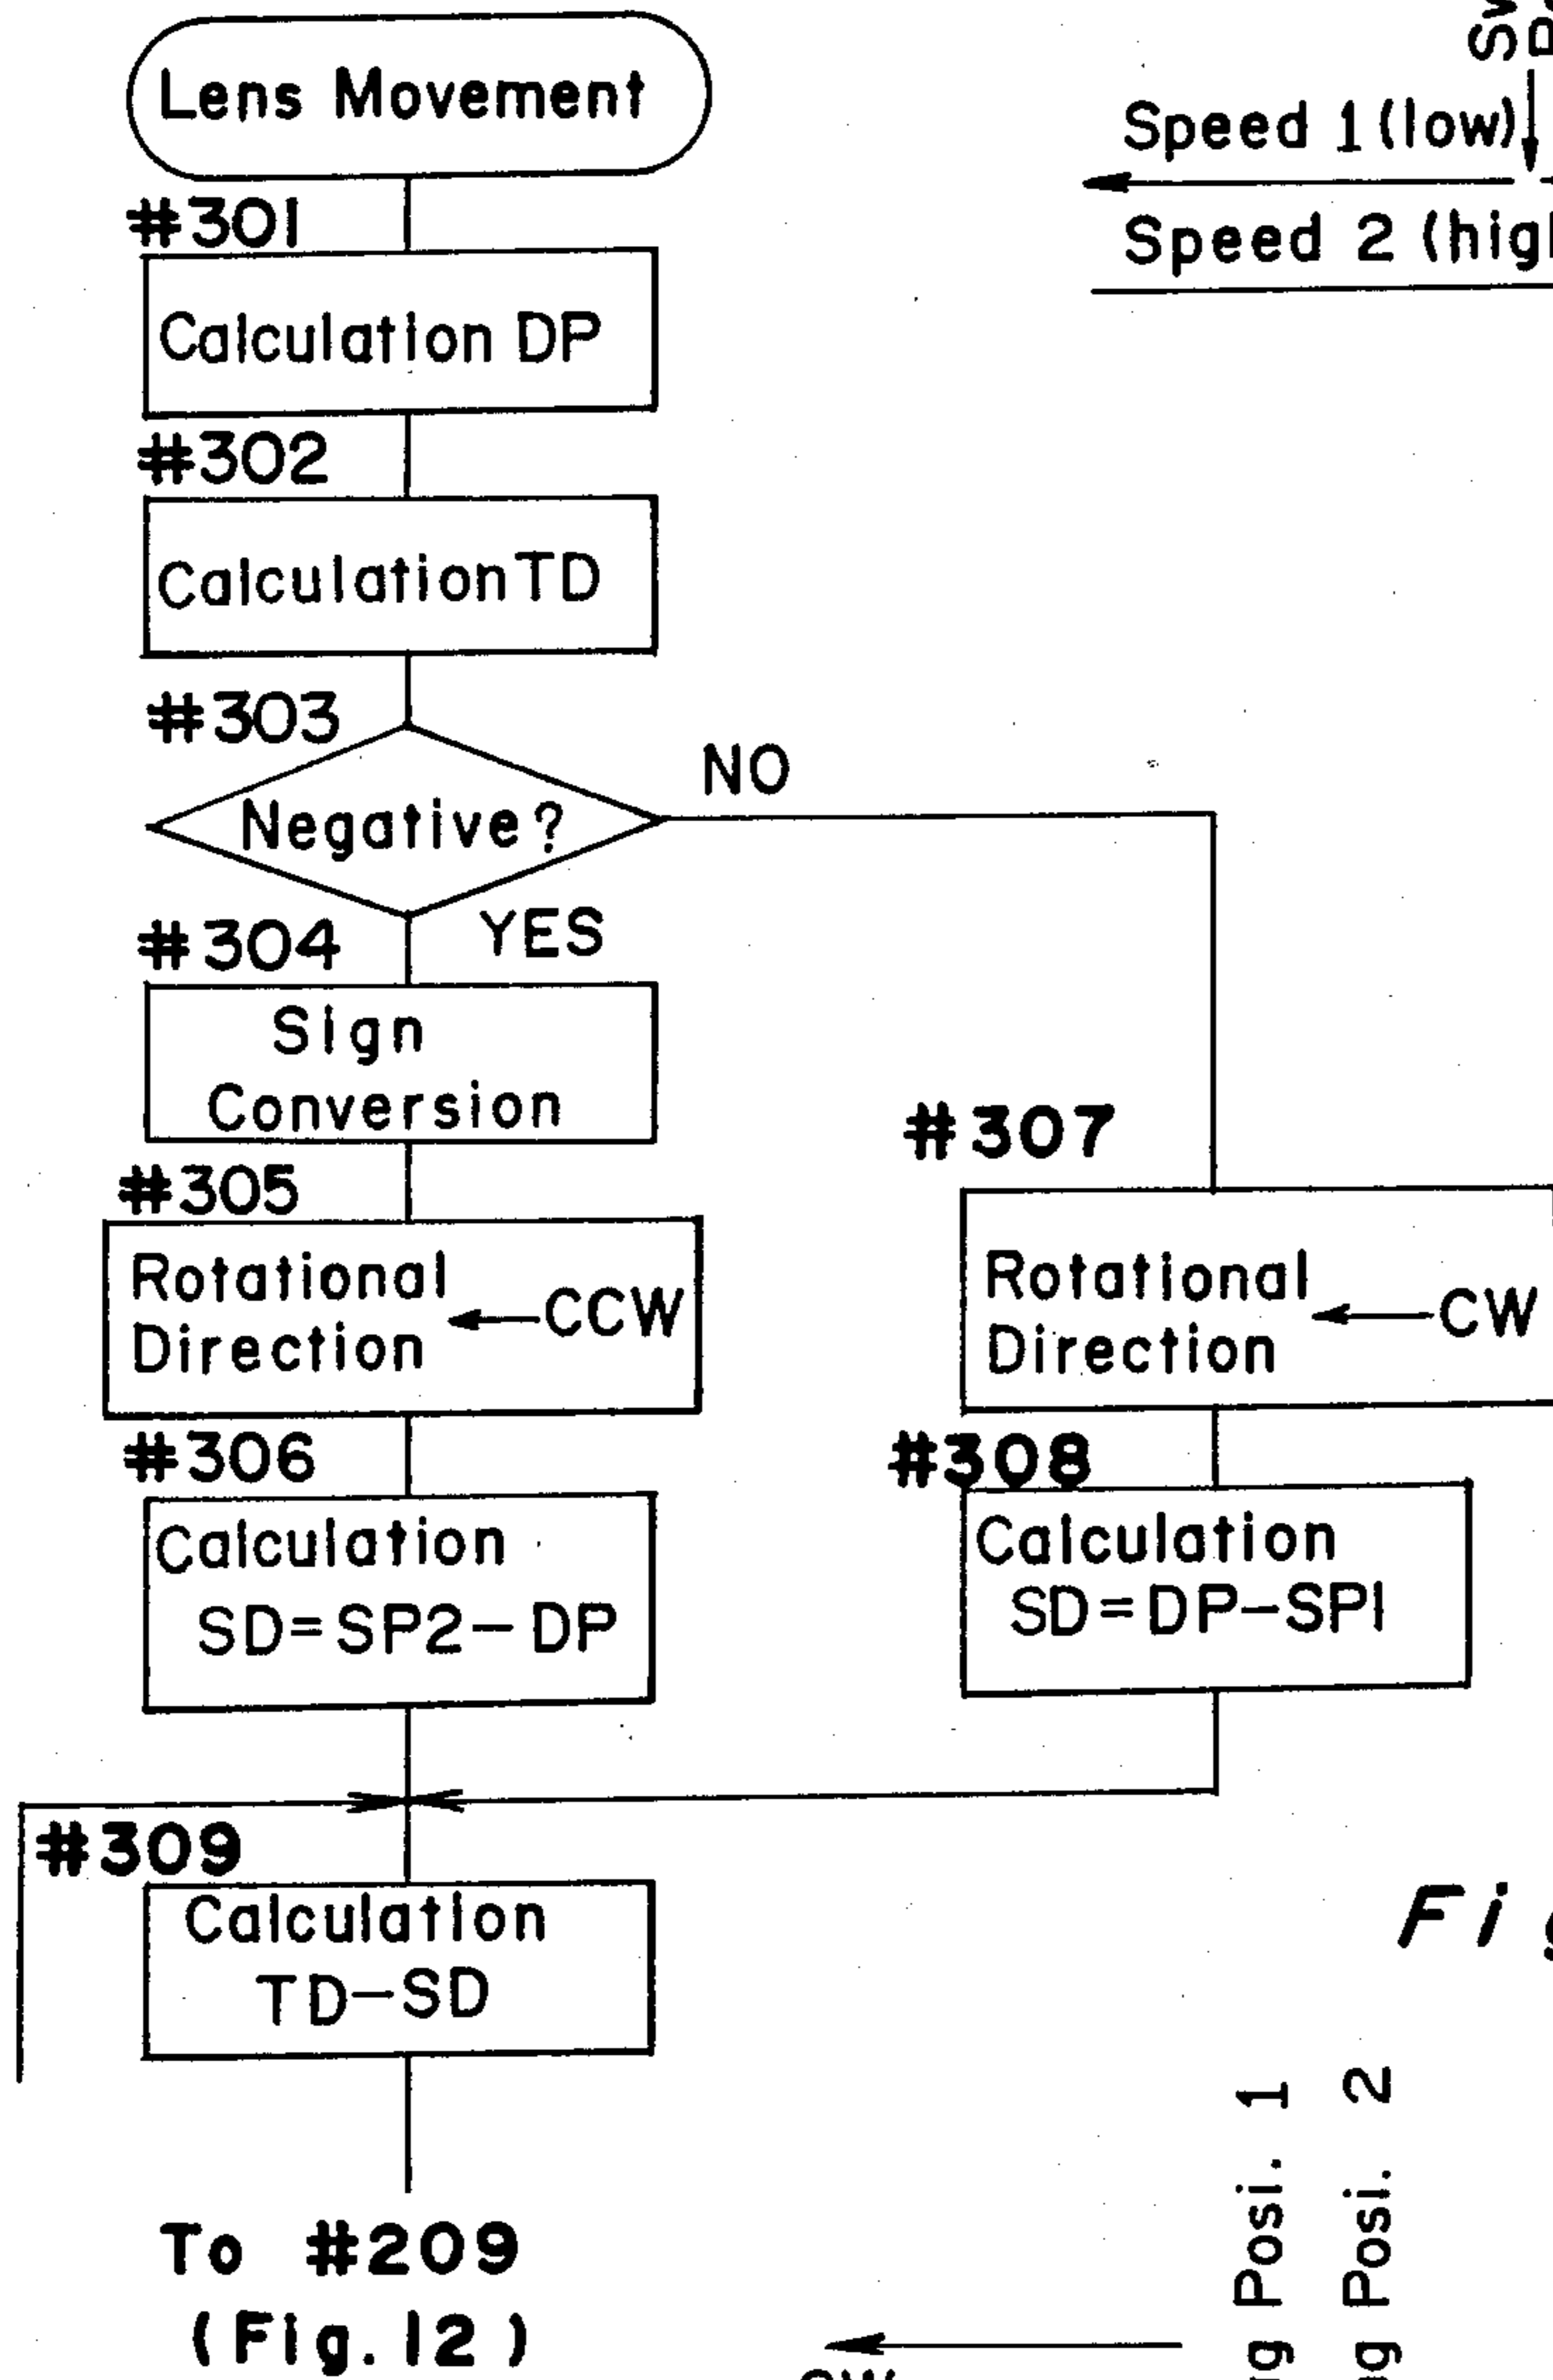 Lens Movement
#301
Calculation DP
#302
Calculation TD
#303
Negative?
NO
YES
#304
Sign
Conversion
#305
Rotational
Direction
CCW
#306
Calculation
SD=SP2-DP
#307
Rotational
Direction
CW
#308
Calculation
SD=DP-SP1
#309
Calculation
TD-SD
To #209
(Fig. 12)
Speed 1 (low)
Speed 2
Posi. 1
Posi. 2